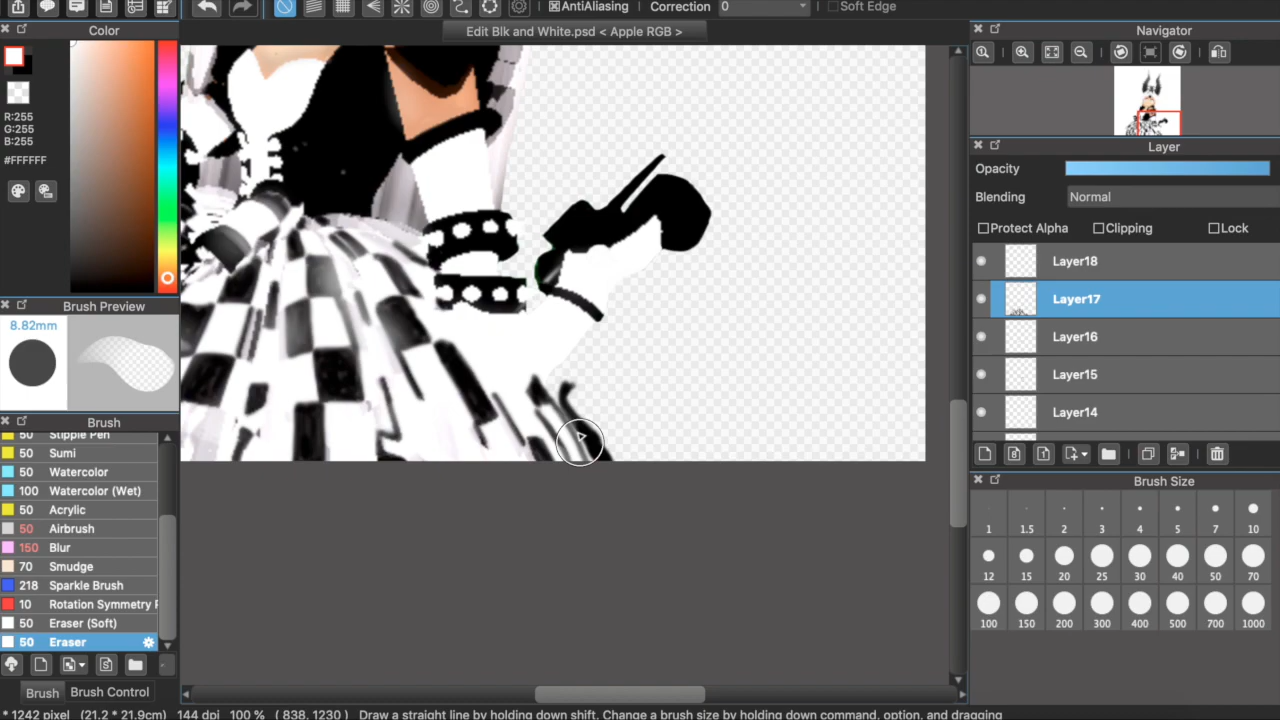 AntiAliasing
Correction
0
Soft Edge
Color
Edit Blk and White.psd < Apple RGB >
Navigator
R:255
G:255
B:255
#FFFFFF
Brush Preview
8.82mm
Layer
Opacity
Blending
Normal
Protect Alpha
Clipping
Lock
Layer18
Layer17
Layer16
Layer15
Layer14
Brush
50 Stipple Pen
50 Sumi
50 Watercolor
100 Watercolor (Wet)
50 Acrylic
50 Airbrush
150 Blur
70 Smudge
218 Sparkle Brush
10 Rotation Symmetry
50 Eraser (Soft)
50 Eraser
Brush
Brush Control
Brush Size
1 1.5 2 3 4 5 7 10
12 15 20 25 30 40 50 70
100 150 200 300 400 500 700 1000
* 1242 pixel (21.2 * 21.9cm) 144 dpi 100 % ( 838, 1230 ) Draw a straight line by holding down shift. Change a brush size by holding down command, option, and dragging